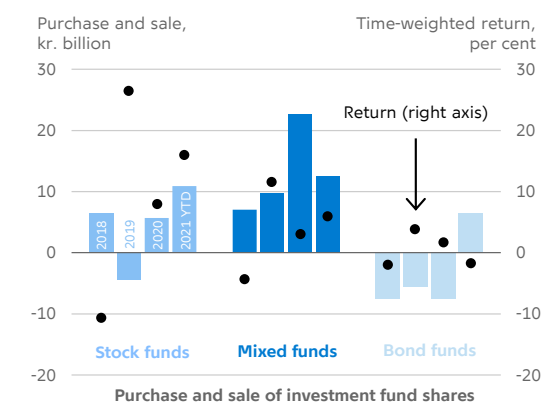 Purchase and sale,
kr. billion
Time-weighted return,
per cent
30
30
20
20
Return (right axis)
10
10
2018
2019
2020
2021 YTD
0
0
-10
-10
Stock funds
Mixed funds
Bond funds
-20
-20
Purchase and sale of investment fund shares